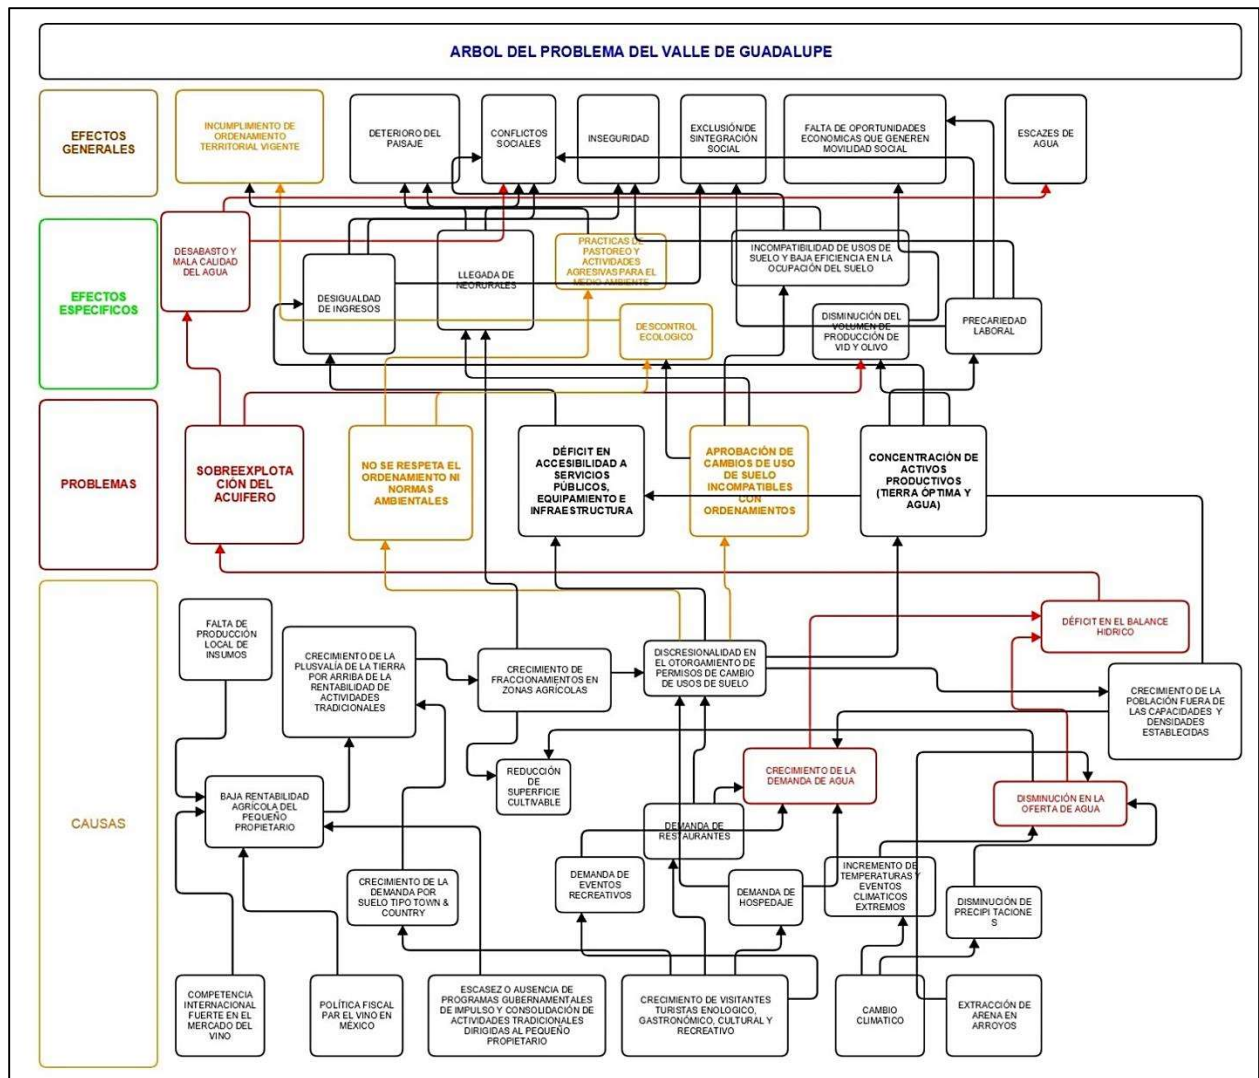 ARBOL DEL PROBLEMA DEL VALLE DE GUADALUPE
EFECTOS
GENERALES
INCUMPLIMIENTO DE
ORDENAMIENTO
TERRITORIAL VIGENTE
DETERIORO DEL
PAISAJE
CONFLICTOS
SOCIALES
INSEGURIDAD
EXCLUSIÓN/DE
SINTEGRACIÓN
SOCIAL
FALTA DE OPORTUNIDADES
ECONOMICAS QUE GENEREN
MOVILIDAD SOCIAL
ESCAZES DE
AGUA
EFECTOS
ESPECIFICOS
DESABASTO Y
MALA CALIDAD
DEL AGUA
DESIGUALDAD
DE INGRESOS
LLEGADA DE
NEORURALES
PRACTICAS DE
PASTOREO Y
ACTIVIDADES
AGRESIVAS PARA EL
MEDIO AMBIENTE
DESCONTROL
ECOLOGICO
INCOMPATIBILIDAD DE USOS DE
SUELO Y BAJA EFICIENCIA EN LA
OCUPACIÓN DEL SUELO
DISMINUCIÓN DEL
VOLUMEN DE
PRODUCCIÓN DE
VID Y OLIVO
PRECARIEDAD
LABORAL
PROBLEMAS
SOBREEXPLOTA
CIÓN DEL
ACUIFERO
NO SE RESPETA EL
ORDENAMIENTO NI
NORMAS
AMBIENTALES
DÉFICIT EN
ACCESIBILIDAD A
SERVICIOS
PÚBLICOS,
EQUIPAMIENTO E
INFRAESTRUCTURA
APROBACIÓN DE
CAMBIOS DE USO
DE SUELO
INCOMPATIBLES
CON
ORDENAMIENTOS
CONCENTRACIÓN DE
ACTIVOS
PRODUCTIVOS
(TIERRA ÓPTIMA Y
AGUA)
CAUSAS
FALTA DE
PRODUCCIÓN
LOCAL DE
INSUMOS
CRECIMIENTO DE LA
PLUSVALÍA DE LA TIERRA
POR ARRIBA DE LA
RENTABILIDAD DE
ACTIVIDADES
TRADICIONALES
CRECIMIENTO DE
FRACCIONAMIENTOS EN
ZONAS AGRÍCOLAS
DISCRESIONALIDAD EN
EL OTORGAMIENTO DE
PERMISOS DE CAMBIO
DE USOS DE SUELO
DÉFICIT EN EL BALANCE
HIDRICO
CRECIMIENTO DE LA
POBLACIÓN FUERA DE
LAS CAPACIDADES Y
DENSIDADES
ESTABLECIDAS
BAJA RENTABILIDAD
AGRÍCOLA DEL
PEQUEÑO
PROPIETARIO
REDUCCIÓN
DE
SUPERFICIE
CULTIVABLE
CRECIMIENTO DE LA
DEMANDA DE AGUA
DISMINUCIÓN EN LA
OFERTA DE AGUA
DEMANDA DE
RESTAURANTES
CRECIMIENTO DE LA
DEMANDA POR
SUELO TIPO TOWN &
COUNTRY
DEMANDA DE
EVENTOS
RECREATIVOS
DEMANDA DE
HOSPEDAJE
INCREMENTO DE
TEMPERATURAS Y
EVENTOS
CLIMATICOS
EXTREMOS
DISMINUCIÓN DE
PRECIPI TACIONE
S
COMPETENCIA
INTERNACIONAL
FUERTE EN EL
MERCADO DEL
VINO
POLÍTICA FISCAL
PAR EL VINO EN
MÉXICO
ESCASEZ O AUSENCIA DE
PROGRAMAS GUBERNAMENTALES
DE IMPULSO Y CONSOLIDACIÓN DE
ACTIVIDADES TRADICIONALES
DIRIGIDAS AL PEQUEÑO
PROPIETARIO
CRECIMIENTO DE VISITANTES
TURISTAS ENOLOGICO,
GASTRONÓMICO, CULTURAL Y
RECREATIVO
CAMBIO
CLIMATICO
EXTRACCIÓN DE
ARENA EN
ARROYOS